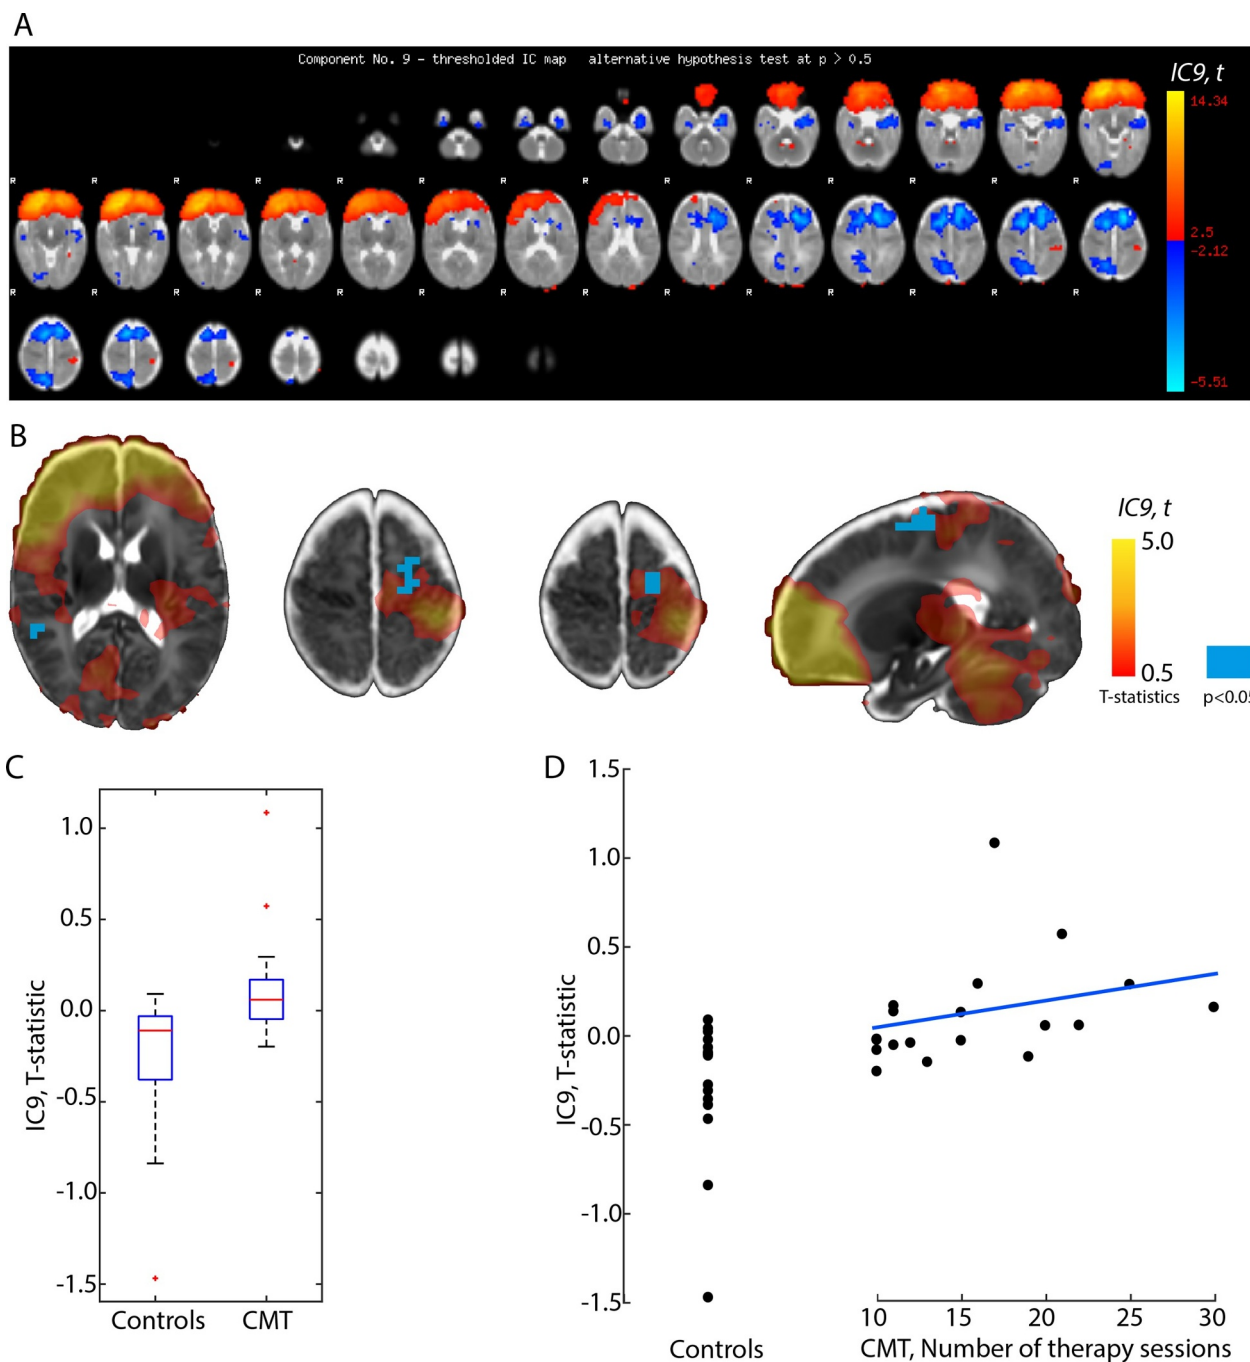 A
Component No. 9 – thresholded IC map   alternative hypothesis test at p > 0.5
IC9, t
14.34
2.5
-2.12
-5.51
R R R R R R R R R R R R R
R R R R R R R R R R R R R
B
IC9, t
5.0
0.5
T-statistics
p<0.05
C
IC9, T-statistic
1.0
0.5
0.0
-0.5
-1.0
-1.5
Controls CMT
D
IC9, T-statistic
1.5
1.0
0.5
0.0
-0.5
-1.0
-1.5
10 15 20 25 30
Controls
CMT, Number of therapy sessions